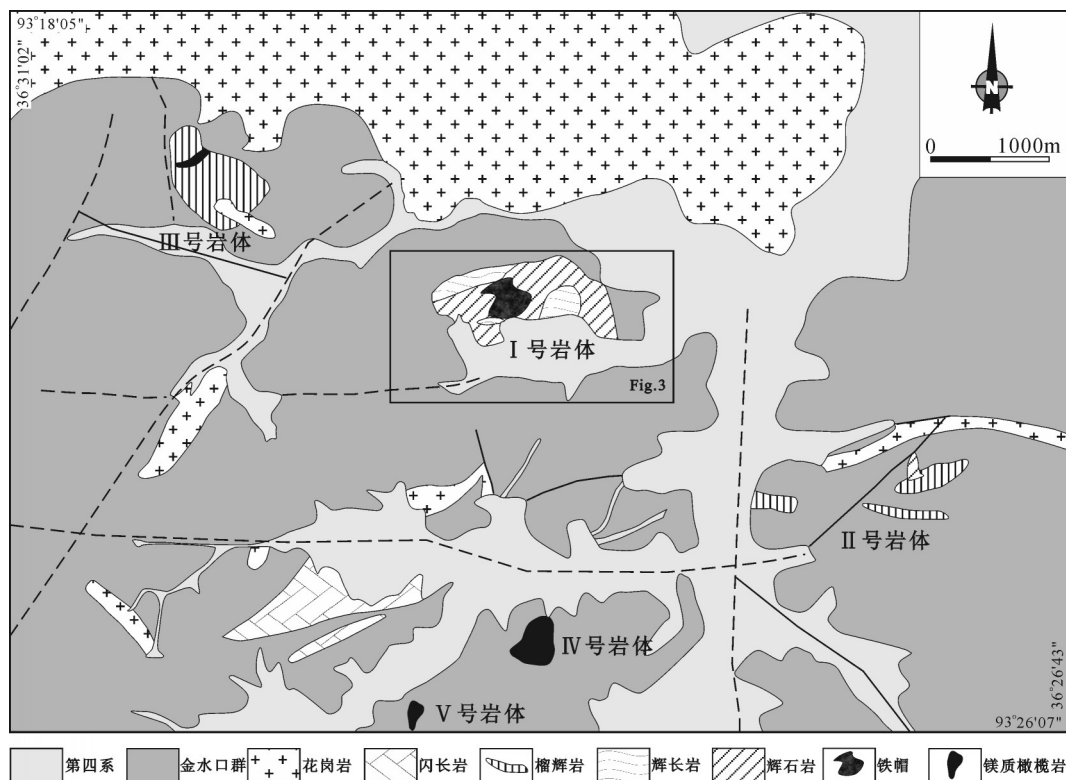 93°18′05″
36°31′02″
N
0 1000m
Ⅲ号岩体
Ⅰ号岩体
Fig.3
Ⅱ号岩体
Ⅳ号岩体
Ⅴ号岩体
36°26′43″
93°26′07″
第四系 金水口群 花岗岩 闪长岩 榴辉岩 辉长岩 辉石岩 铁帽 镁质橄榄岩